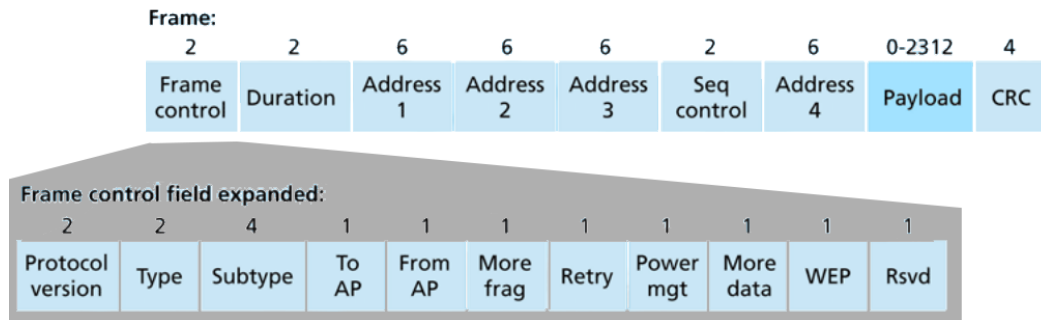 Frame:
2 2 6 6 6 2 6 0-2312 4
Frame control Duration Address 1 Address 2 Address 3 Seq control Address 4 Payload CRC
Frame control field expanded:
2 2 4 1 1 1 1 1 1 1 1
Protocol version Type Subtype To AP From AP More frag Retry Power mgt More data WEP Rsvd